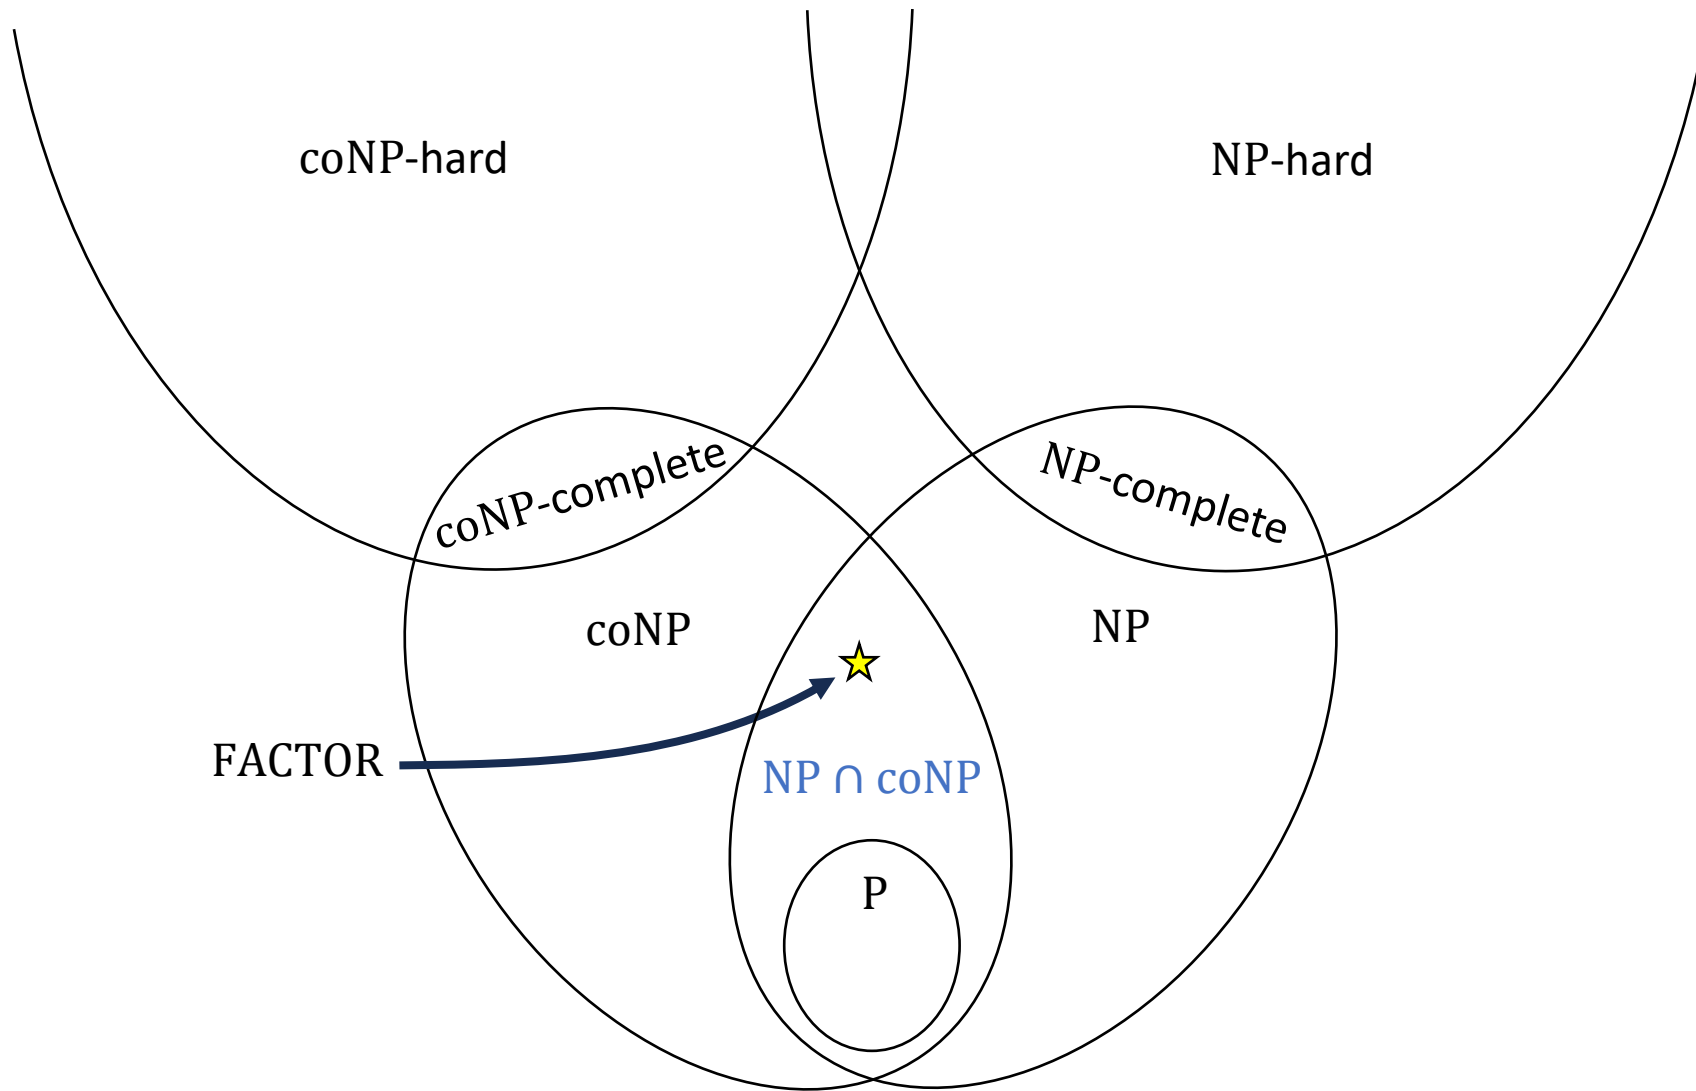 coNP-hard
NP-hard
coNP-complete
NP-complete
coNP
NP
FACTOR
NP ∩ coNP
P